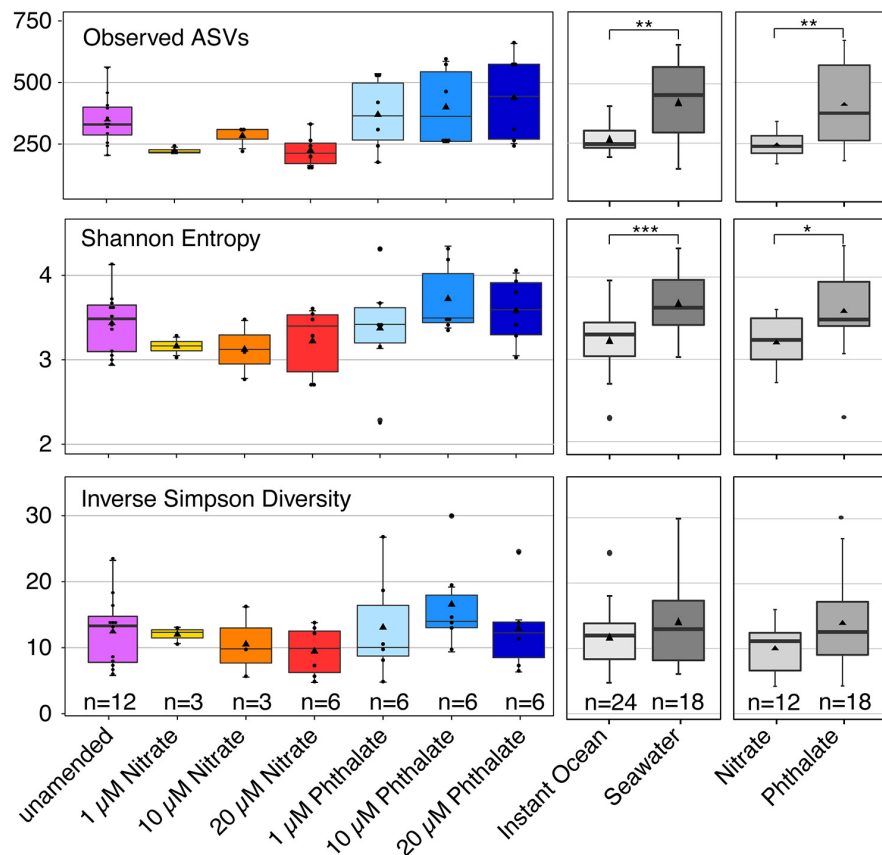 750
500
250
Observed ASVs
**
**
4
3
2
Shannon Entropy
***
*
30
20
10
0
Inverse Simpson Diversity
n=12 n=3 n=3 n=6 n=6 n=6 n=6 n=24 n=18 n=12 n=18
unamended
1 µM Nitrate
10 µM Nitrate
20 µM Nitrate
1 µM Phthalate
10 µM Phthalate
20 µM Phthalate
Instant Ocean
Seawater
Nitrate
Phthalate